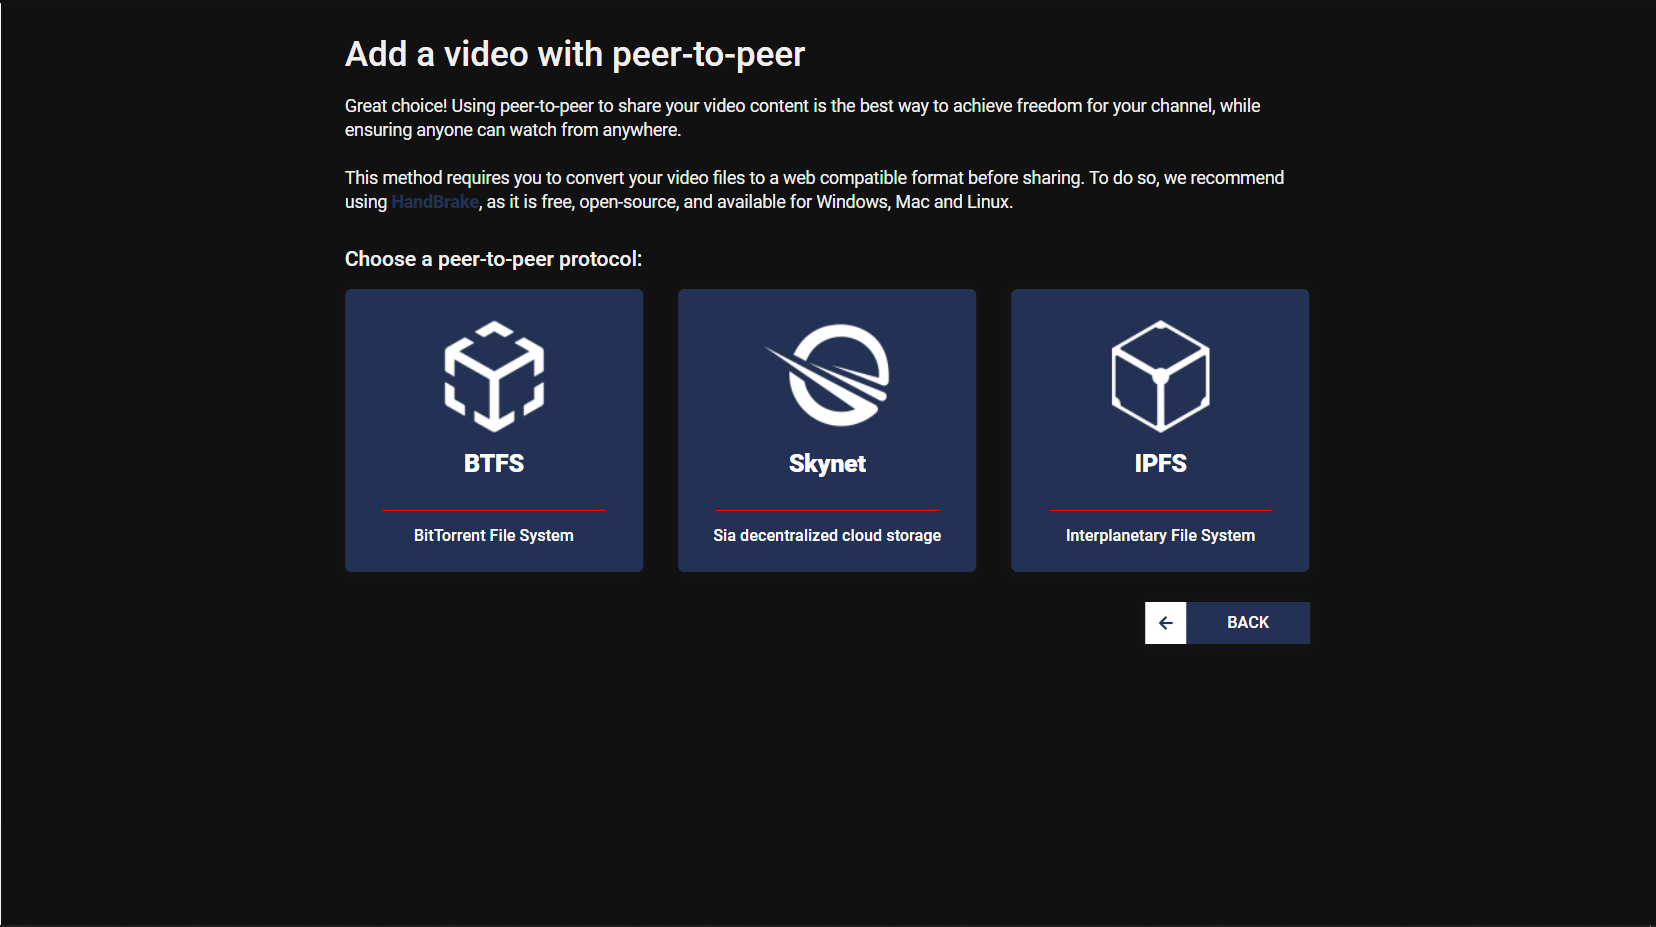 Add a video with peer-to-peer
Great choice! Using peer-to-peer to share your video content is the best way to achieve freedom for your channel, while
ensuring anyone can watch from anywhere.
This method requires you to convert your video files to a web compatible format before sharing. To do so, we recommend
using HandBrake, as it is free, open-source, and available for Windows, Mac and Linux.
Choose a peer-to-peer protocol:
BTFS
BitTorrent File System
Skynet
Sia decentralized cloud storage
IPFS
Interplanetary File System
BACK